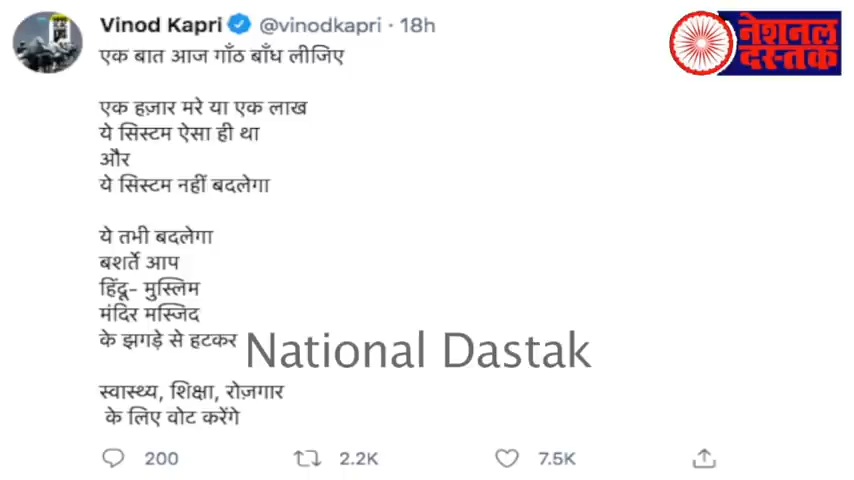 Vinod Kapri @vinodkapri · 18h
नेशनल
दस्तक
एक बात आज गाँठ बाँध लीजिए
एक हज़ार मरे या एक लाख
ये सिस्टम ऐसा ही था
और
ये सिस्टम नहीं बदलेगा
ये तभी बदलेगा
बशर्ते आप
हिंदू- मुस्लिम
मंदिर मस्जिद
के झगड़े से हटकर
National Dastak
स्वास्थ्य, शिक्षा, रोज़गार
के लिए वोट करेंगे
200 2.2K 7.5K